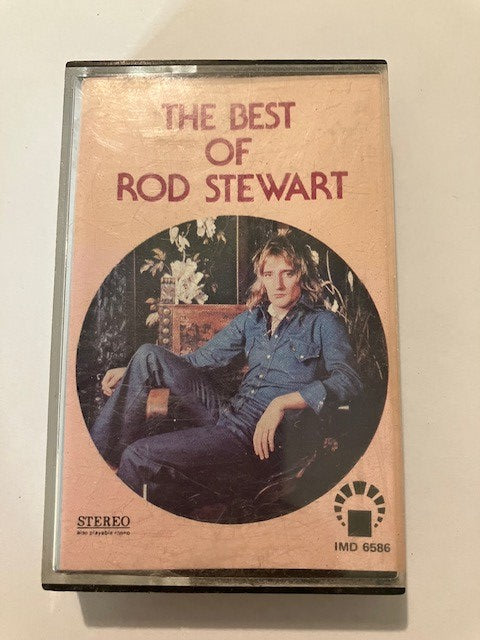 THE BEST
OF
ROD STEWART
STEREO
also playable mono
IMD 6586